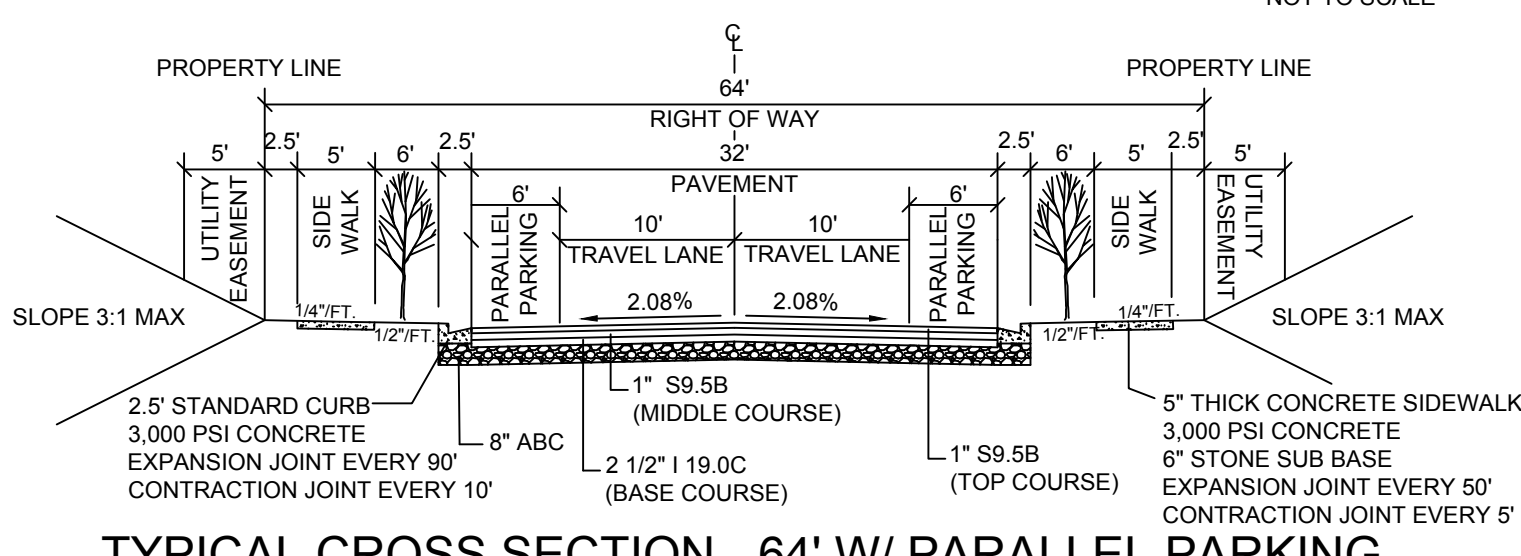 NOT TO SCALE
℄
PROPERTY LINE
PROPERTY LINE
64'
RIGHT OF WAY
5'
2.5'
5'
6'
2.5'
32'
2.5'
6'
5'
2.5'
5'
PAVEMENT
UTILITY
EASEMENT
SIDE
WALK
6'
6'
SIDE
WALK
UTILITY
EASEMENT
PARALLEL
PARKING
10'
10'
PARALLEL
PARKING
TRAVEL LANE
TRAVEL LANE
2.08%
2.08%
SLOPE 3:1 MAX
1/4"/FT.
1/2"/FT.
1/2"/FT.
1/4"/FT.
SLOPE 3:1 MAX
2.5' STANDARD CURB
3,000 PSI CONCRETE
EXPANSION JOINT EVERY 90'
CONTRACTION JOINT EVERY 10'
8" ABC
1" S9.5B
(MIDDLE COURSE)
2 1/2" I 19.0C
(BASE COURSE)
1" S9.5B
(TOP COURSE)
5" THICK CONCRETE SIDEWALK
3,000 PSI CONCRETE
6" STONE SUB BASE
EXPANSION JOINT EVERY 50'
CONTRACTION JOINT EVERY 5'
TYPICAL CROSS SECTION - 64' W/ PARALLEL PARKING